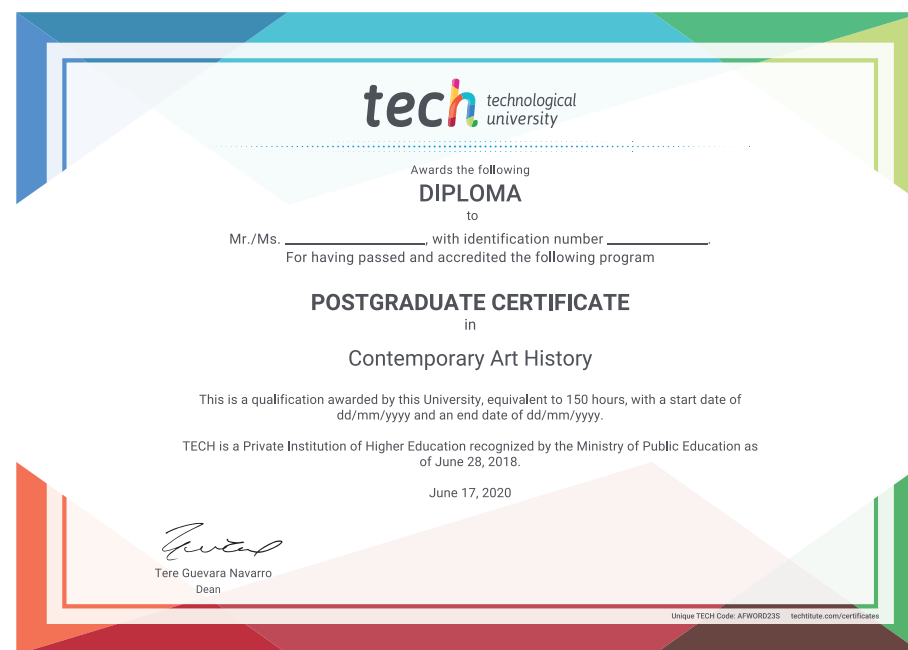 tech technological
university
Awards the following
DIPLOMA
to
Mr./Ms. ____________, with identification number _________.
For having passed and accredited the following program
POSTGRADUATE CERTIFICATE
in
Contemporary Art History
This is a qualification awarded by this University, equivalent to 150 hours, with a start date of
dd/mm/yyyy and an end date of dd/mm/yyyy.
TECH is a Private Institution of Higher Education recognized by the Ministry of Public Education as
of June 28, 2018.
June 17, 2020
Tere Guevara Navarro
Dean
Unique TECH Code: AFWORD23S techtitute.com/certificates